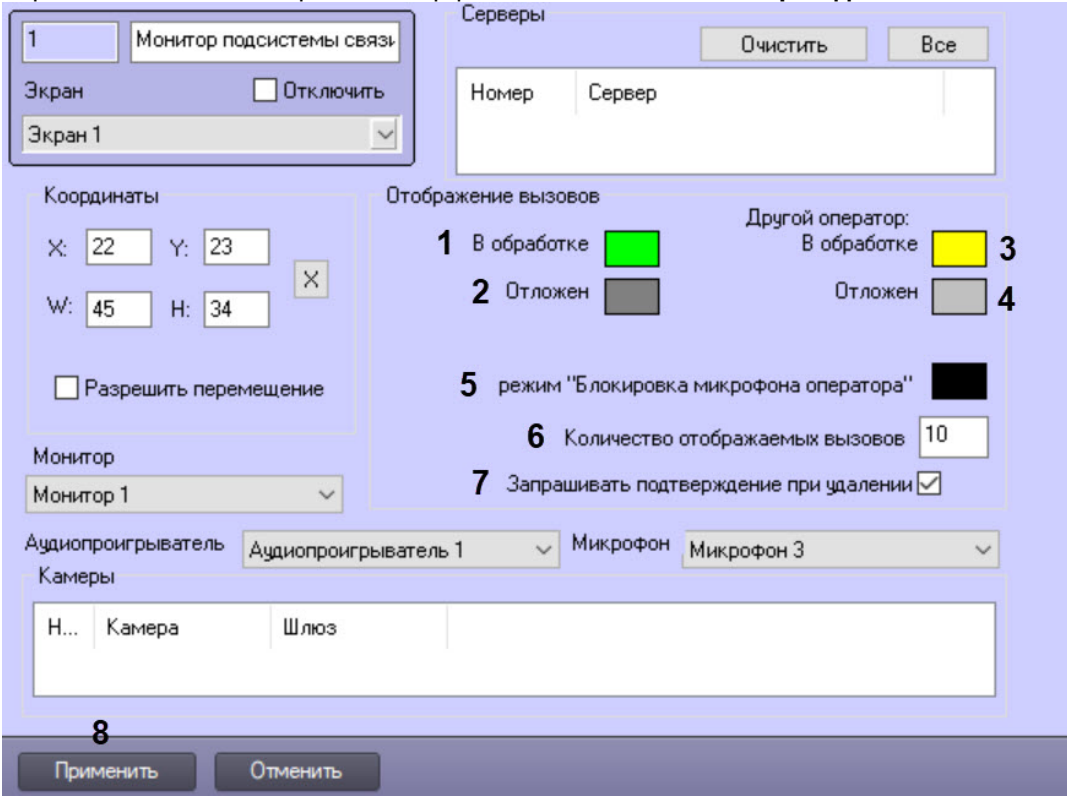 1 Монитор подсистемы связи
Экран Отключить
Экран 1
Серверы
Очистить Все
Номер Сервер
Координаты
X: 22 Y: 23
X
W: 45 H: 34
Разрешить перемещение
Монитор
Монитор 1
Отображение вызовов
Другой оператор:
1 В обработке В обработке 3
2 Отложен Отложен 4
5 режим "Блокировка микрофона оператора"
6 Количество отображаемых вызовов 10
7 Запрашивать подтверждение при удалении
Аудиопроигрыватель Аудиопроигрыватель 1 Микрофон Микрофон 3
Камеры
Н... Камера Шлюз
8
Применить Отменить